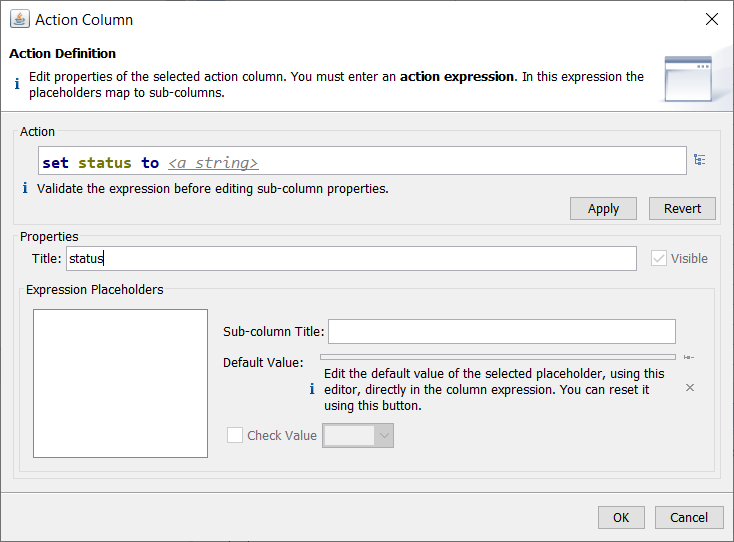 Action Column
Action Definition
Edit properties of the selected action column. You must enter an action expression. In this expression the
placeholders map to sub-columns.
Action
set status to <a string>
Validate the expression before editing sub-column properties.
Apply Revert
Properties
Title: status Visible
Expression Placeholders
Sub-column Title:
Default Value:
Edit the default value of the selected placeholder, using this
editor, directly in the column expression. You can reset it
using this button.
Check Value
OK Cancel